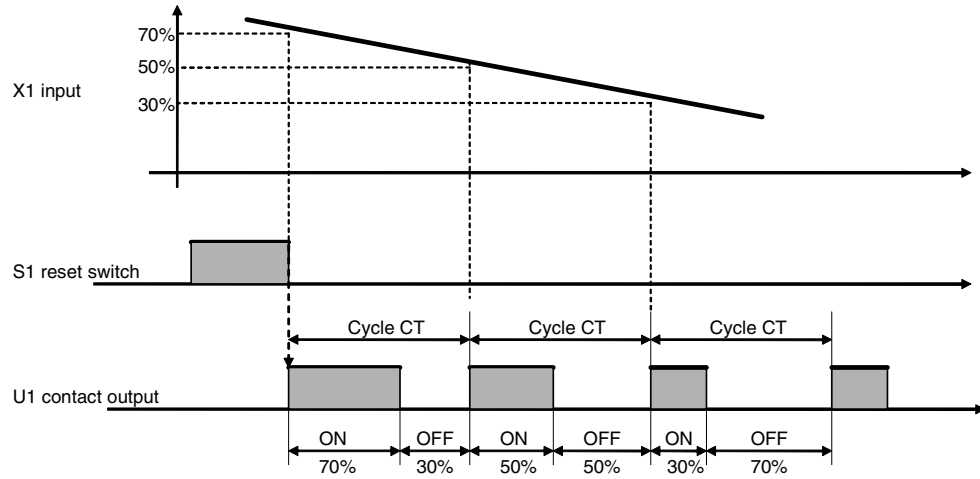 70%
50%
X1 input
30%
S1 reset switch
Cycle CT Cycle CT Cycle CT
U1 contact output
ON OFF ON OFF ON OFF
70% 30% 50% 50% 30% 70%